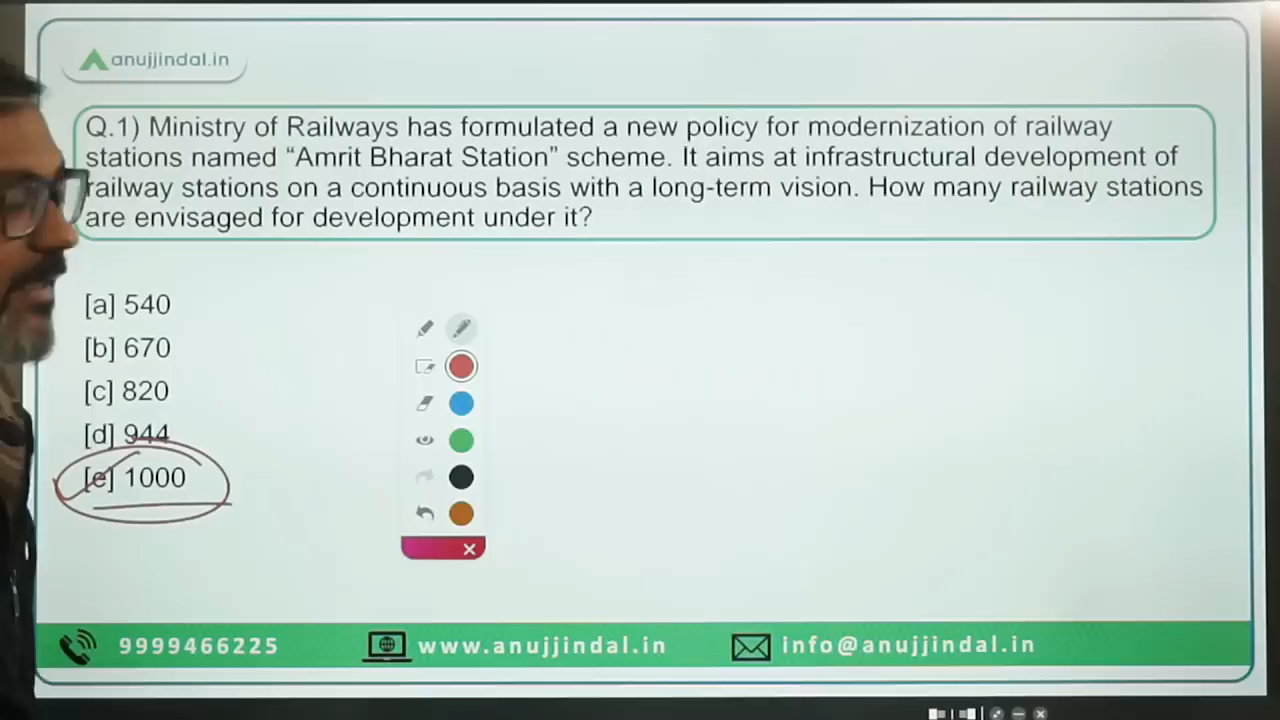 anujjindal.in
Q.1) Ministry of Railways has formulated a new policy for modernization of railway
stations named “Amrit Bharat Station” scheme. It aims at infrastructural development of
railway stations on a continuous basis with a long-term vision. How many railway stations
are envisaged for development under it?
[a] 540
[b] 670
[c] 820
[d] 944
[e] 1000
9999466225
www.anujjindal.in
info@anujjindal.in